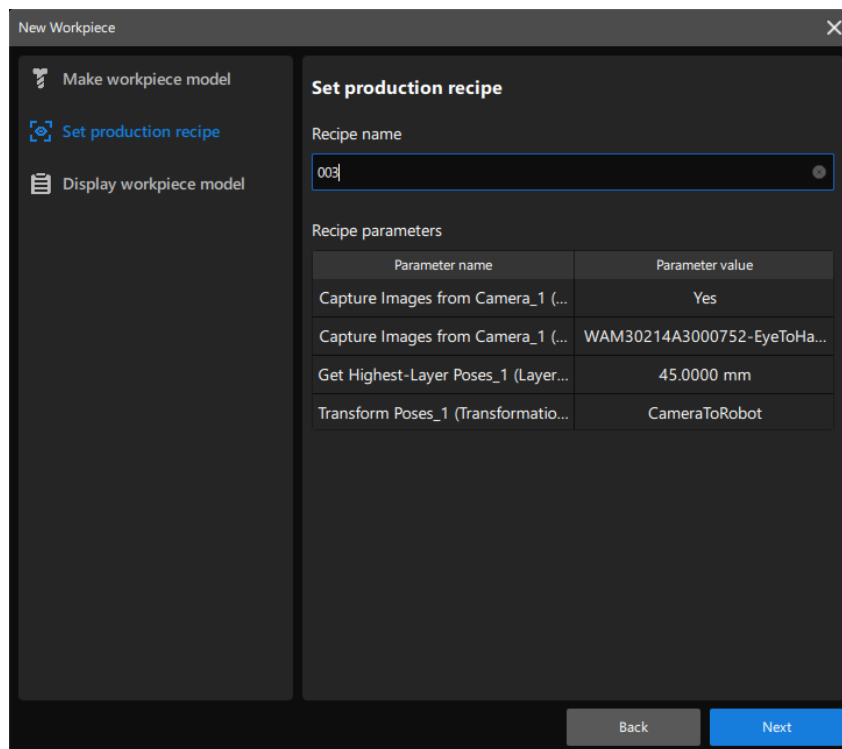 New Workpiece
Make workpiece model
Set production recipe
Display workpiece model
Set production recipe
Recipe name
003
Recipe parameters
Parameter name Parameter value
Capture Images from Camera_1 (... Yes
Capture Images from Camera_1 (... WAM30214A3000752-EyeToHa...
Get Highest-Layer Poses_1 (Layer... 45.0000 mm
Transform Poses_1 (Transformatio... CameraToRobot
Back Next